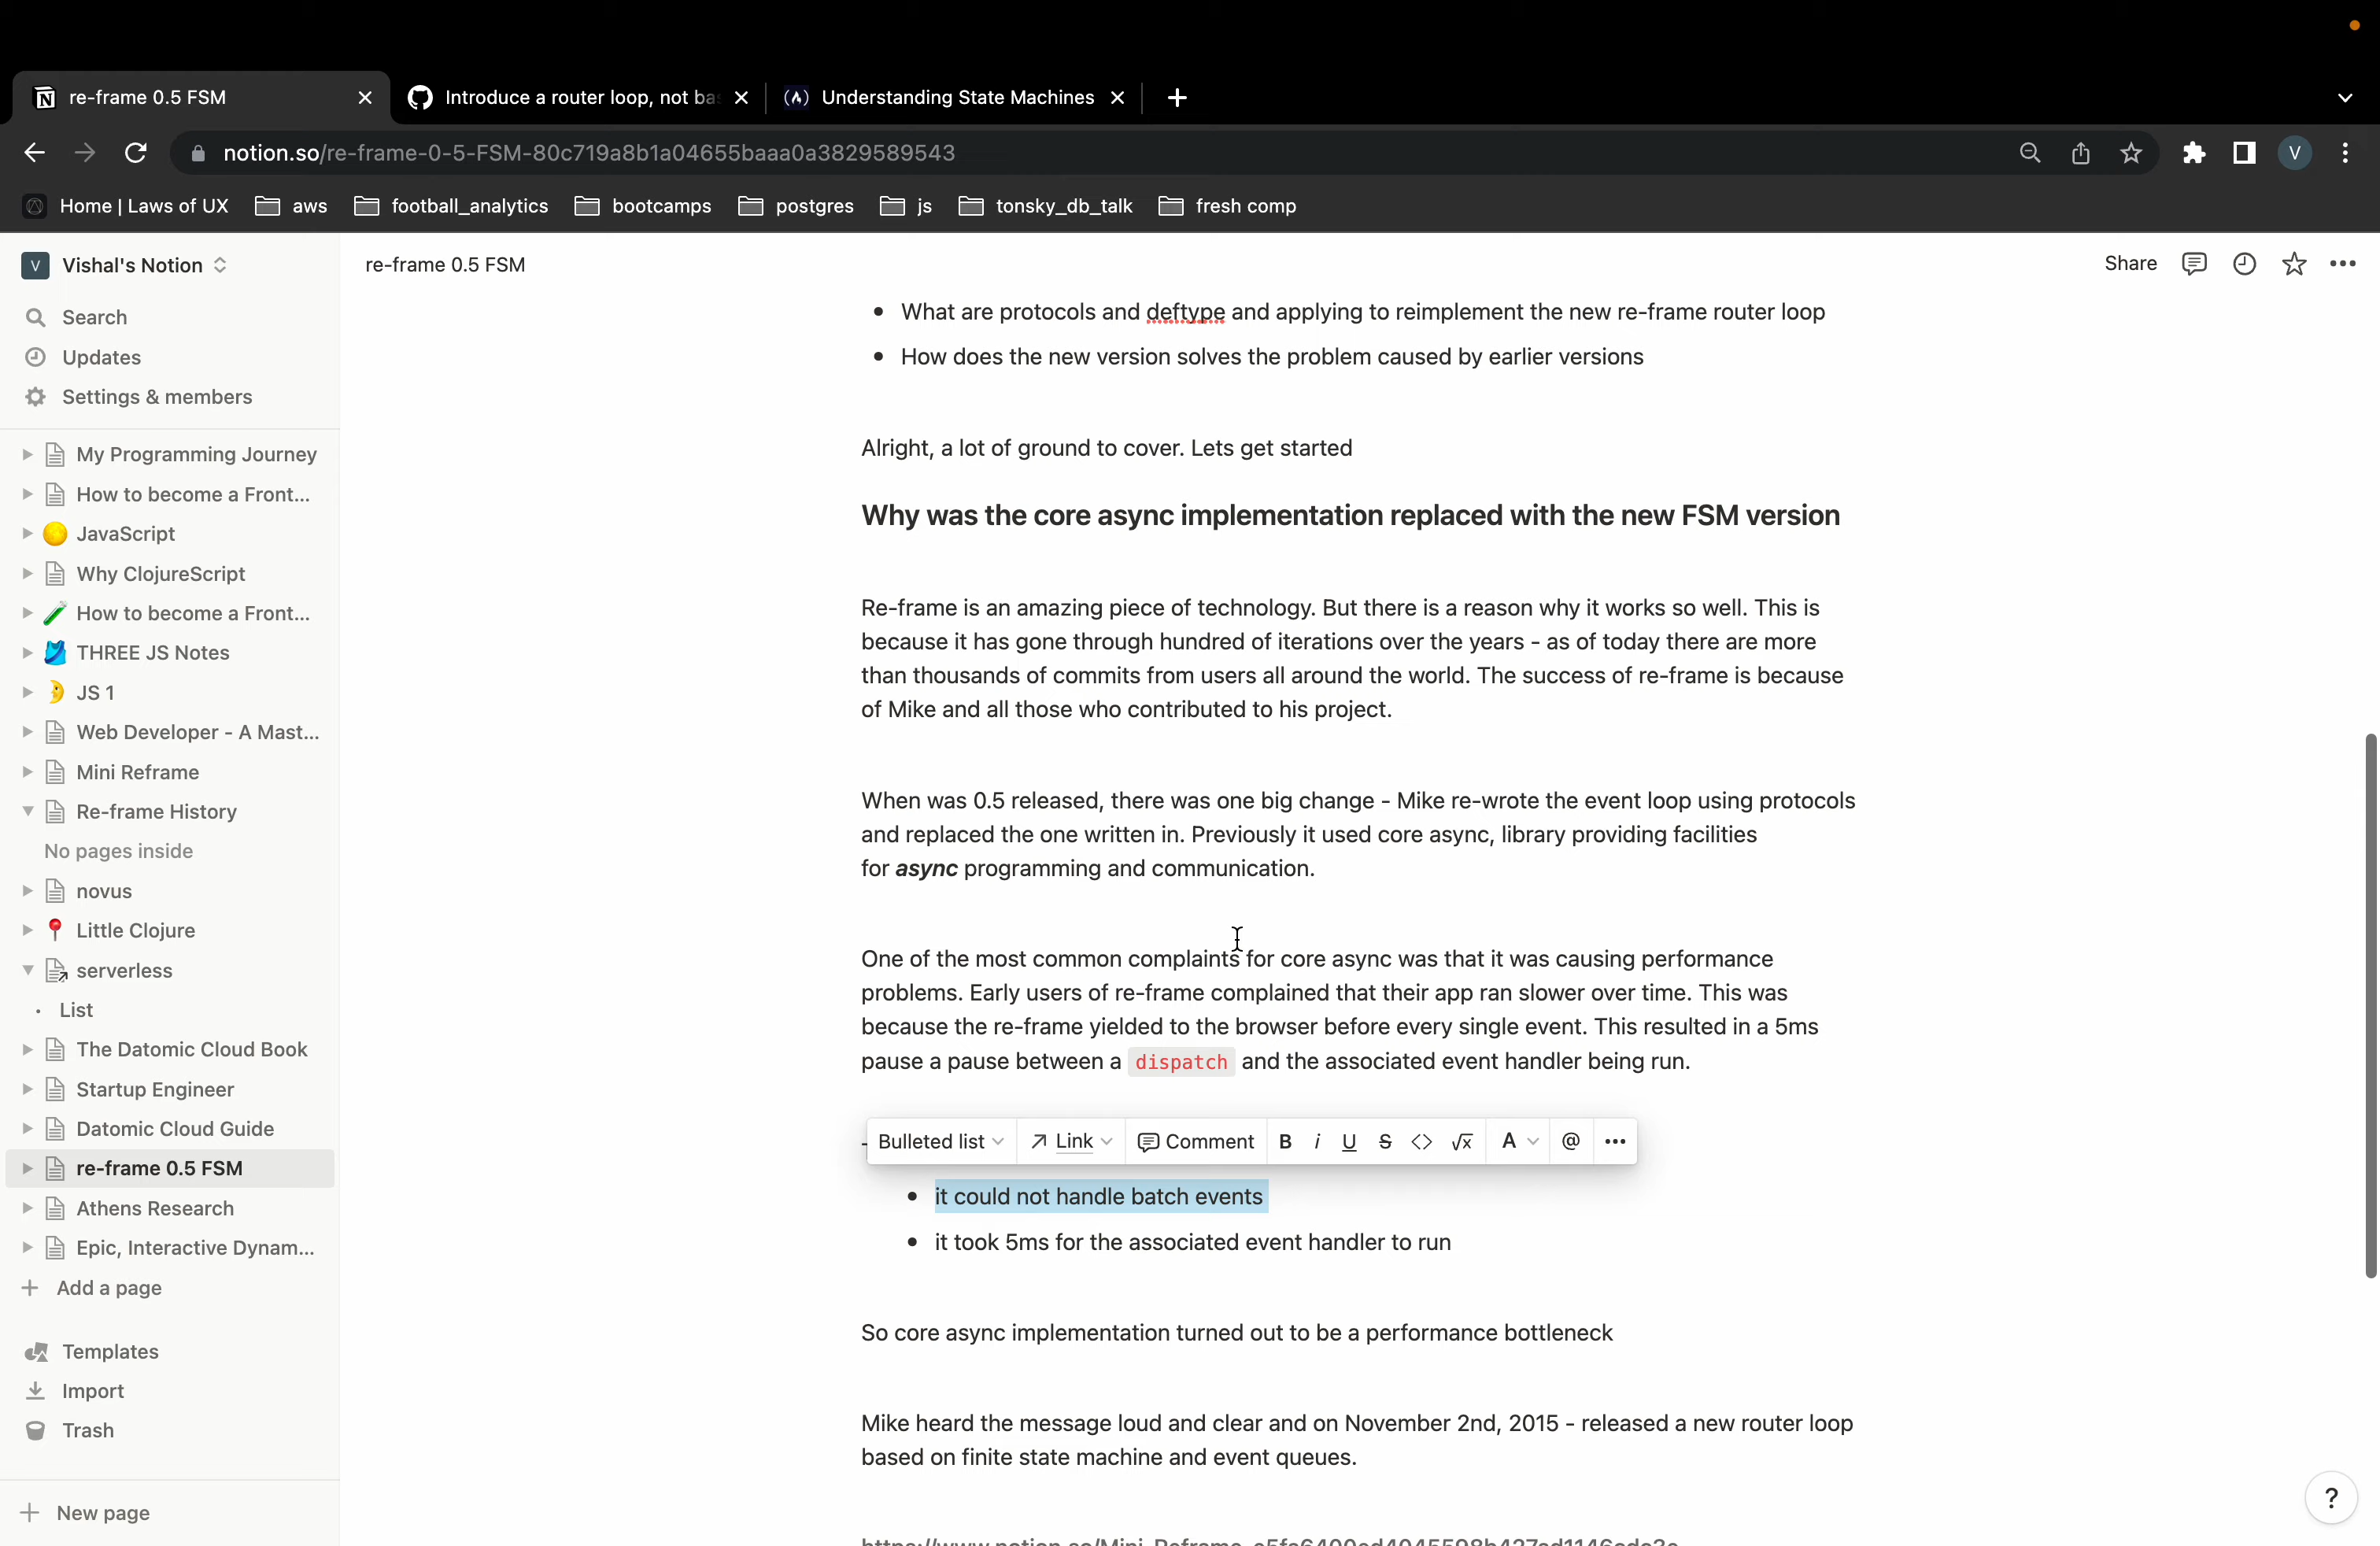 re-frame 0.5 FSM
Introduce a router loop, not ba
Understanding State Machines
notion.so/re-frame-0-5-FSM-80c719a8b1a04655baaa0a3829589543
V
Home | Laws of UX
aws
football_analytics
bootcamps
postgres
js
tonsky_db_talk
fresh comp
V
Vishal's Notion
re-frame 0.5 FSM
Share
Search
Updates
Settings & members
My Programming Journey
How to become a Front...
JavaScript
Why ClojureScript
How to become a Front...
THREE JS Notes
JS 1
Web Developer - A Mast...
Mini Reframe
Re-frame History
No pages inside
novus
Little Clojure
serverless
List
The Datomic Cloud Book
Startup Engineer
Datomic Cloud Guide
re-frame 0.5 FSM
Athens Research
Epic, Interactive Dynam...
Add a page
Templates
Import
Trash
New page
What are protocols and deftype and applying to reimplement the new re-frame router loop
How does the new version solves the problem caused by earlier versions
Alright, a lot of ground to cover. Lets get started
Why was the core async implementation replaced with the new FSM version
Re-frame is an amazing piece of technology. But there is a reason why it works so well. This is
because it has gone through hundred of iterations over the years - as of today there are more
than thousands of commits from users all around the world. The success of re-frame is because
of Mike and all those who contributed to his project.
When was 0.5 released, there was one big change - Mike re-wrote the event loop using protocols
and replaced the one written in. Previously it used core async, library providing facilities
for async programming and communication.
One of the most common complaints for core async was that it was causing performance
problems. Early users of re-frame complained that their app ran slower over time. This was
because the re-frame yielded to the browser before every single event. This resulted in a 5ms
pause a pause between a dispatch and the associated event handler being run.
Bulleted list Link Comment B i U S <> √x A @ •••
it could not handle batch events
it took 5ms for the associated event handler to run
So core async implementation turned out to be a performance bottleneck
Mike heard the message loud and clear and on November 2nd, 2015 - released a new router loop
based on finite state machine and event queues.
?